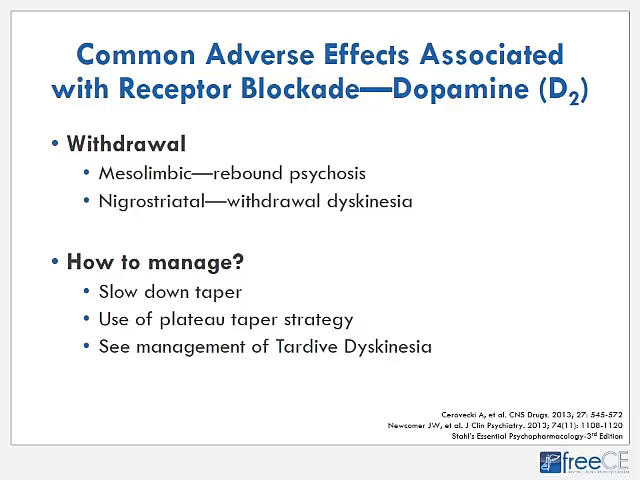 Common Adverse Effects Associated
with Receptor Blockade—Dopamine (D2)
• Withdrawal
• Mesolimbic—rebound psychosis
• Nigrostriatal—withdrawal dyskinesia
• How to manage?
• Slow down taper
• Use of plateau taper strategy
• See management of Tardive Dyskinesia
Cerovecki A, et al. CNS Drugs. 2013; 27: 545-572
Newcomer JW, et al. J Clin Psychiatry. 2013; 74(11): 1108-1120
Stahl's Essential Psychopharmacology-3rd Edition
freeCE